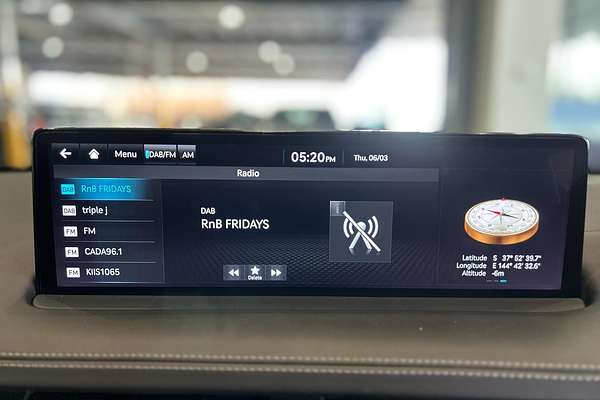 Menu DAB/FM AM 05:20PM Thu, 06/03
Radio
DAB RnB FRIDAYS
DAB triple j
FM FM
FM CADA96.1
FM KIIS1065
DAB
RnB FRIDAYS
Delete
Latitude S 37° 52' 39.7"
Longitude E 144° 42' 32.6"
Altitude -6m